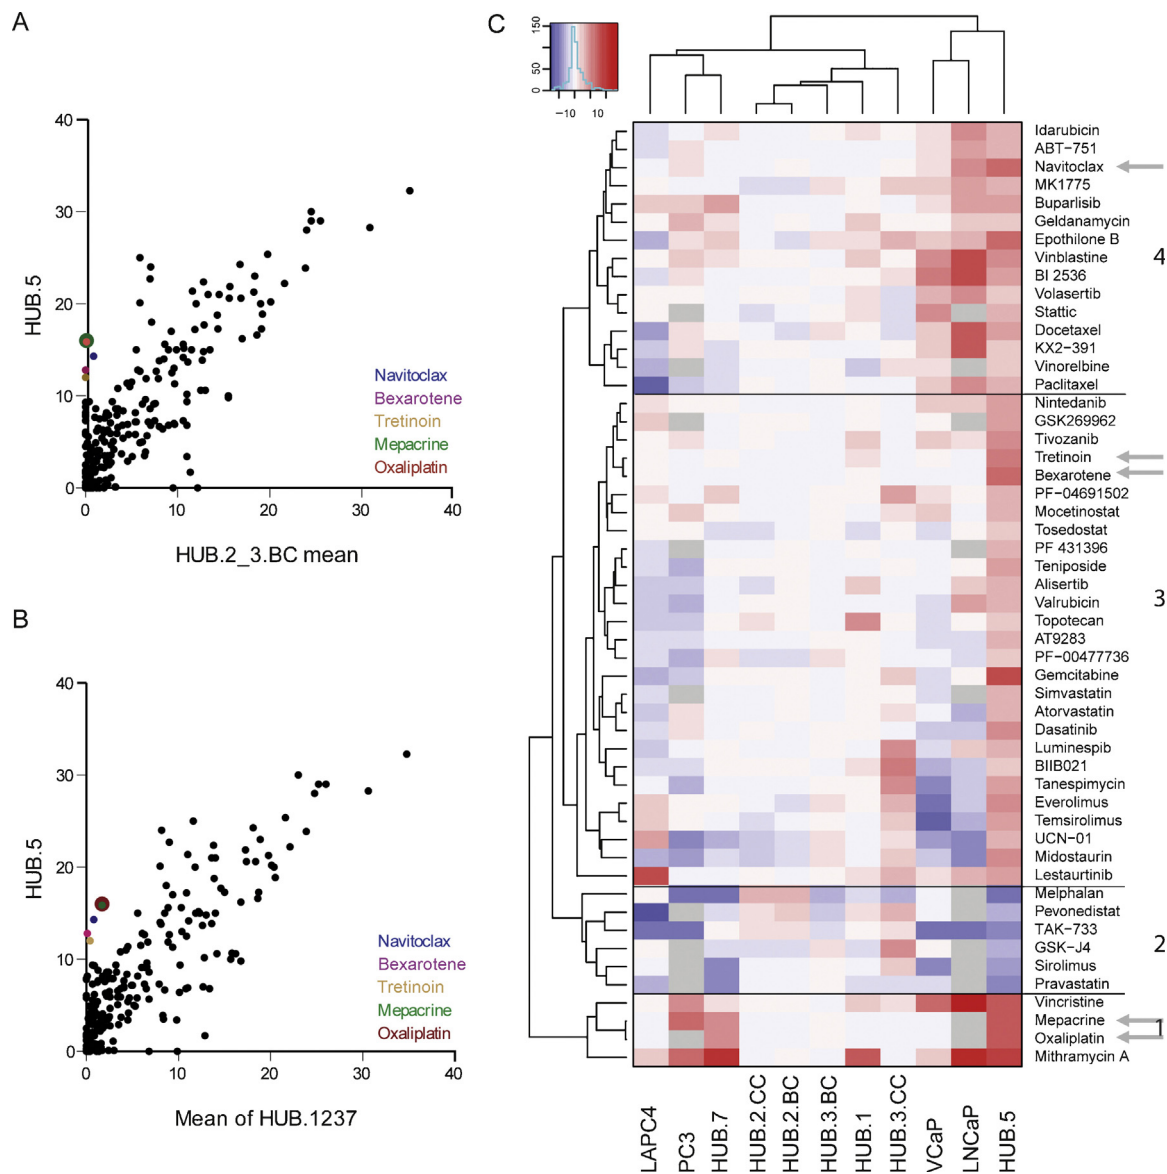 A
40
30
20
10
0
HUB.5
0
10
20
30
40
HUB.2_3.BC mean
Navitoclax
Bexarotene
Tretinoin
Mepacrine
Oxaliplatin
B
40
30
20
10
0
HUB.5
0
10
20
30
40
Mean of HUB.1237
Navitoclax
Bexarotene
Tretinoin
Mepacrine
Oxaliplatin
C
150
50
0
−10
10
Idarubicin
ABT−751
Navitoclax
MK1775
Buparlisib
Geldanamycin
Epothilone B
Vinblastine
BI 2536
Volasertib
Stattic
Docetaxel
KX2−391
Vinorelbine
Paclitaxel
4
Nintedanib
GSK269962
Tivozanib
Tretinoin
Bexarotene
PF−04691502
Mocetinostat
Tosedostat
PF 431396
Teniposide
Alisertib
Valrubicin
Topotecan
AT9283
PF−00477736
Gemcitabine
Simvastatin
Atorvastatin
Dasatinib
Luminespib
BIIB021
Tanespimycin
Everolimus
Temsirolimus
UCN−01
Midostaurin
Lestaurtinib
3
Melphalan
Pevonedistat
TAK−733
GSK−J4
Sirolimus
Pravastatin
2
Vincristine
Mepacrine
Oxaliplatin
Mithramycin A
1
LAPC4
PC3
HUB.7
HUB.2.CC
HUB.2.BC
HUB.3.BC
HUB.1
HUB.3.CC
VCaP
LNCaP
HUB.5